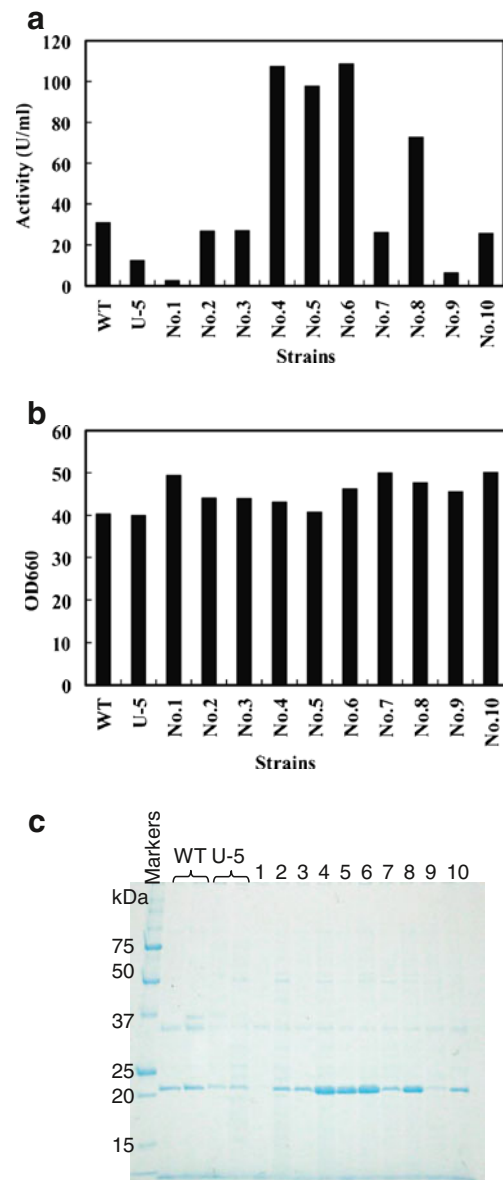 a
120
100
80
60
40
20
0
Activity (U/ml)
WT
U-5
No.1
No.2
No.3
No.4
No.5
No.6
No.7
No.8
No.9
No.10
Strains
b
60
50
40
30
20
10
0
OD660
WT
U-5
No.1
No.2
No.3
No.4
No.5
No.6
No.7
No.8
No.9
No.10
Strains
c
Markers
WT U-5 1 2 3 4 5 6 7 8 9 10
kDa
75
50
37
25
20
15